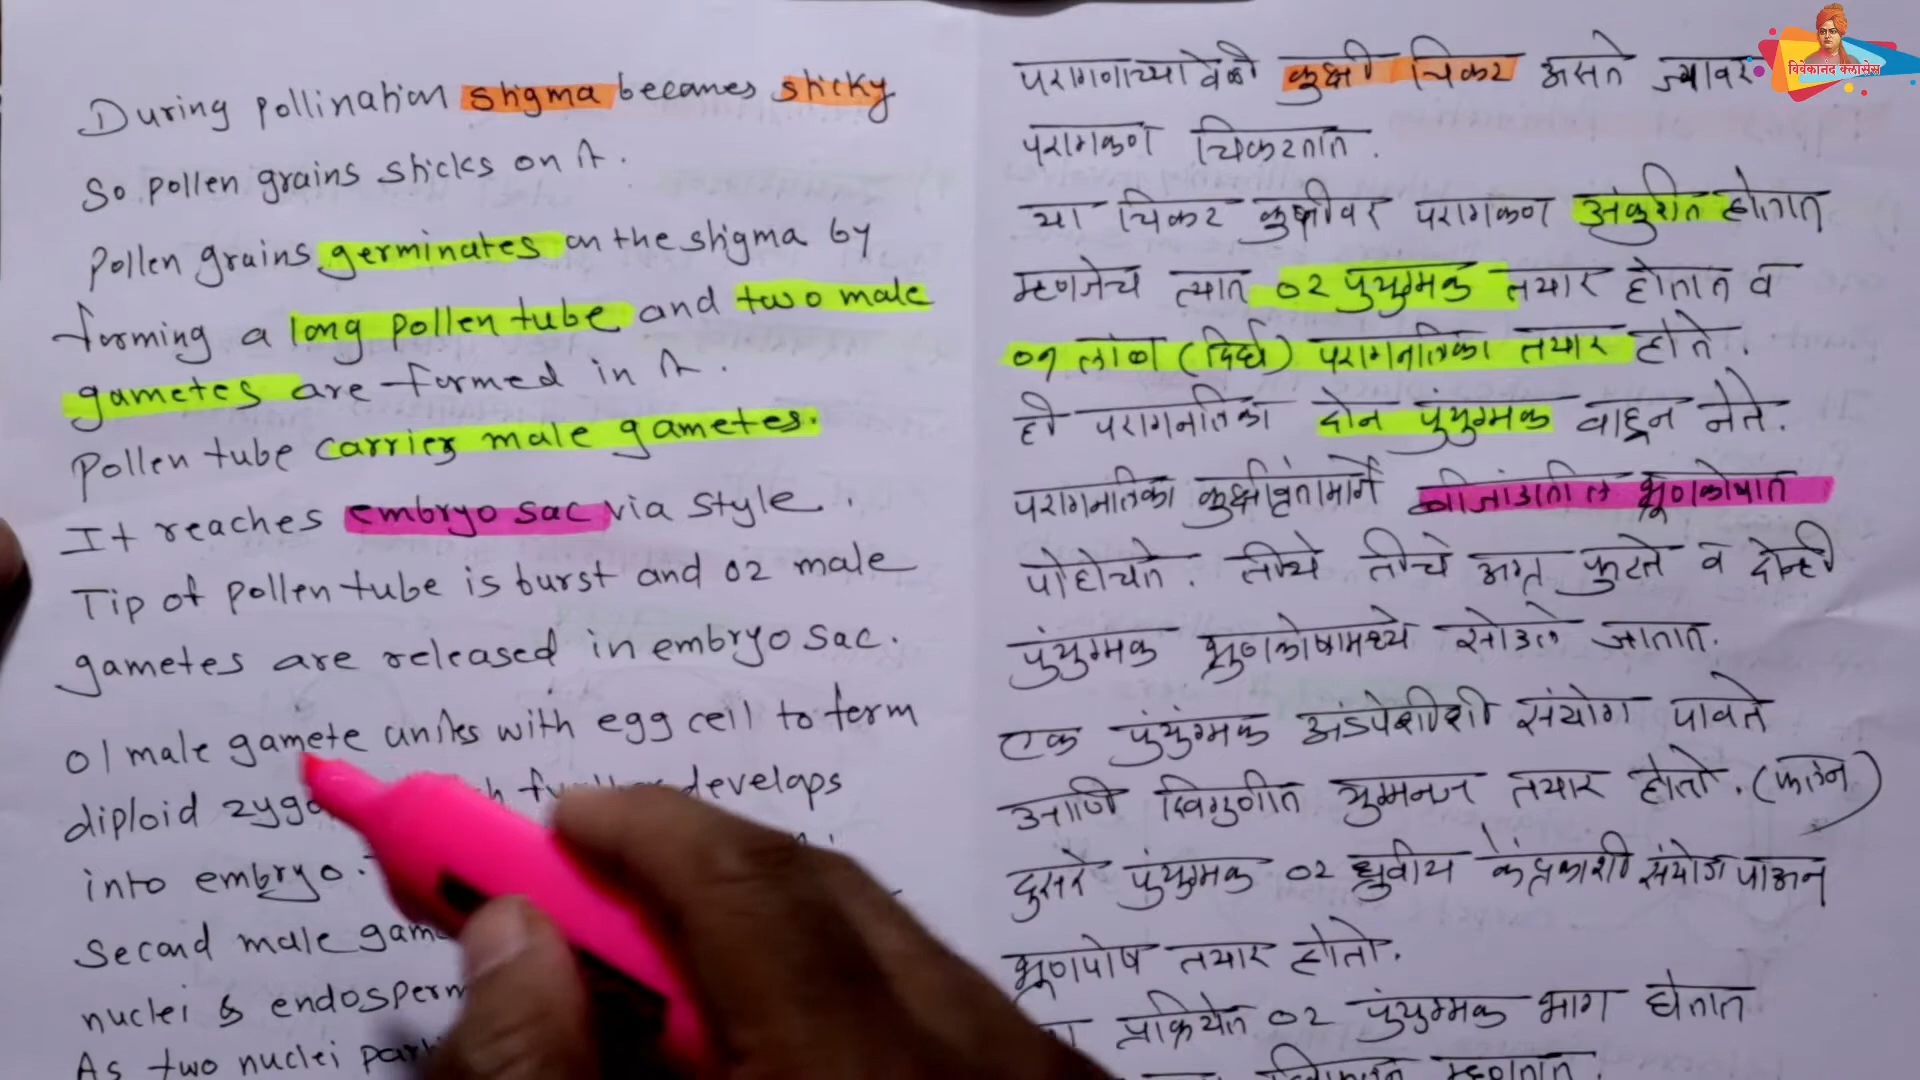 During pollination stigma becomes sticky
so pollen grains sticks on it.
Pollen grains germinates on the stigma by
forming a long pollen tube and two male
gametes are formed in it.
Pollen tube carries male gametes.
It reaches embryo sac via style.
Tip of pollen tube is burst and 02 male
gametes are released in embryo sac.
01 male gamete unites with egg cell to form
diploid develops
into embryo.
Second male
nuclei & endosperm
As two nuclei
परागणाच्यावेळी कुक्षी चिकट असते ज्यावर
परागकण चिकटतात.
या चिकट कुक्षीवर परागकण अंकुरीत होतात
म्हणजेच त्यात 02 पुंयुग्मक तयार होतात व
01 लांब (दिर्घ) परागनलिका तयार होते.
ही परागनलिका दोन पुंयुग्मक वाहून नेते.
परागनलिका कुक्षीवृंतामार्गे बीजांडातील भ्रूणकोषात
पोहोचते. तीथे तीचे अग्र फुटते व दोन्ही
पुंयुग्मक भ्रुणकोषामध्ये सोडले जातात.
एक पुंयुंग्मक अंडपेशीशी संयोग पावते
आणि द्विगुणीत युग्मनज तयार होतो.
दुसरे पुंयुग्मक 02 ध्रुवीय केंद्रकाशी संयोग पाऊन
भ्रूणपोष तयार होतो.
प्रक्रियेत 02 पुंयुग्मक भाग घेतात
म्हणतात.
विवेकानंद क्लासेस